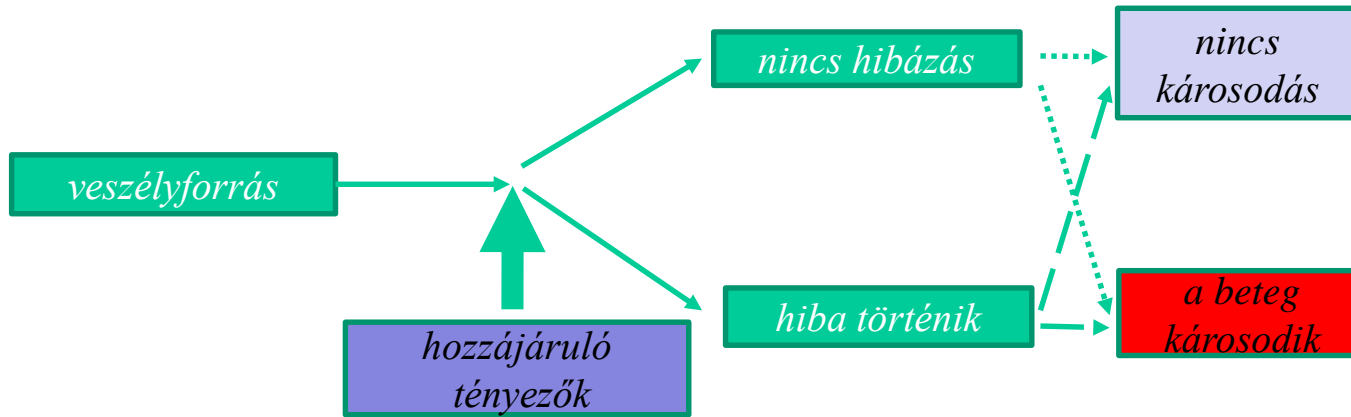 nincs hibázás
nincs
károsodás
veszélyforrás
hozzájáruló
tényezők
hiba történik
a beteg
károsodik